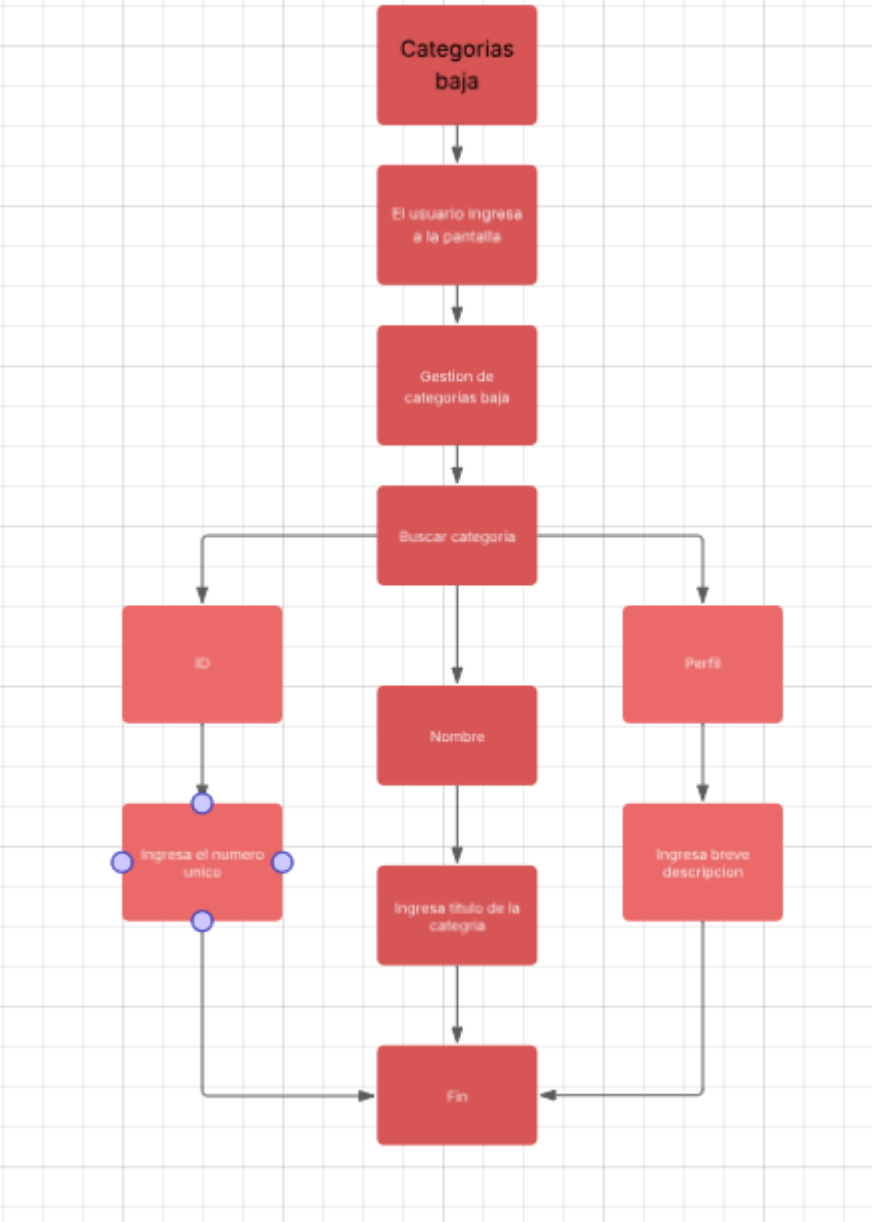 Categorias
baja
El usuario ingresa
a la pantalla
Gestion de
categorias baja
Buscar categoria
ID
Perfil
Nombre
Ingresa el numero
unico
Ingresa breve
descripcion
Ingresa título de la
categria
Fin